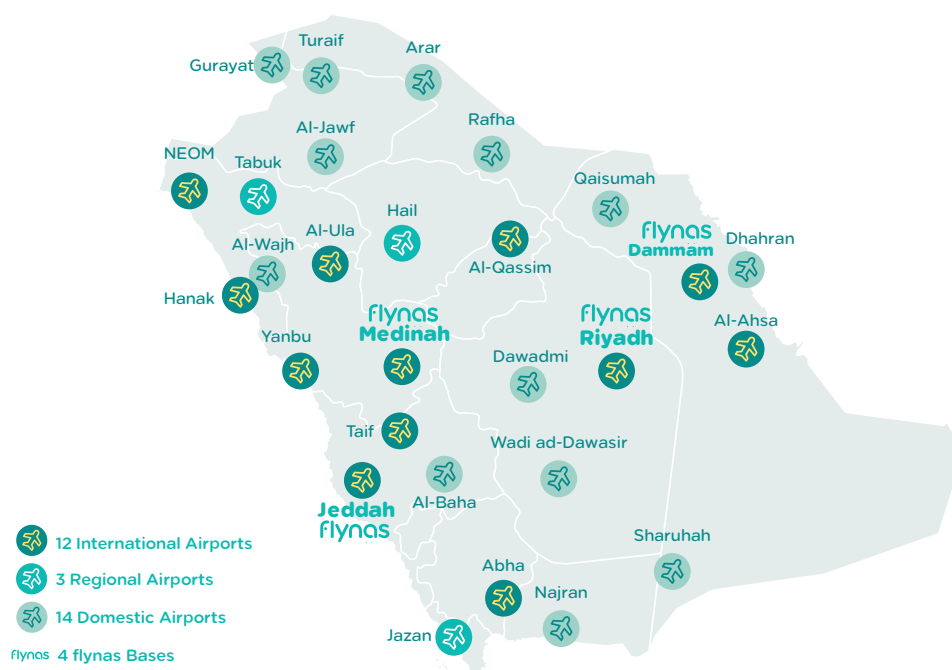 Turaif
Arar
Gurayat
Rafha
Al-Jawf
NEOM
Tabuk
Qaisumah
Hail
Al-Ula
flynas
Dammam
Dhahran
Al-Wajh
Al-Qassim
Hanak
flynas
Medinah
flynas
Riyadh
Al-Ahsa
Yanbu
Dawadmi
Taif
Wadi ad-Dawasir
Al-Baha
Jeddah
flynas
Sharuhah
Abha
Najran
Jazan
12 International Airports
3 Regional Airports
14 Domestic Airports
flynas 4 flynas Bases